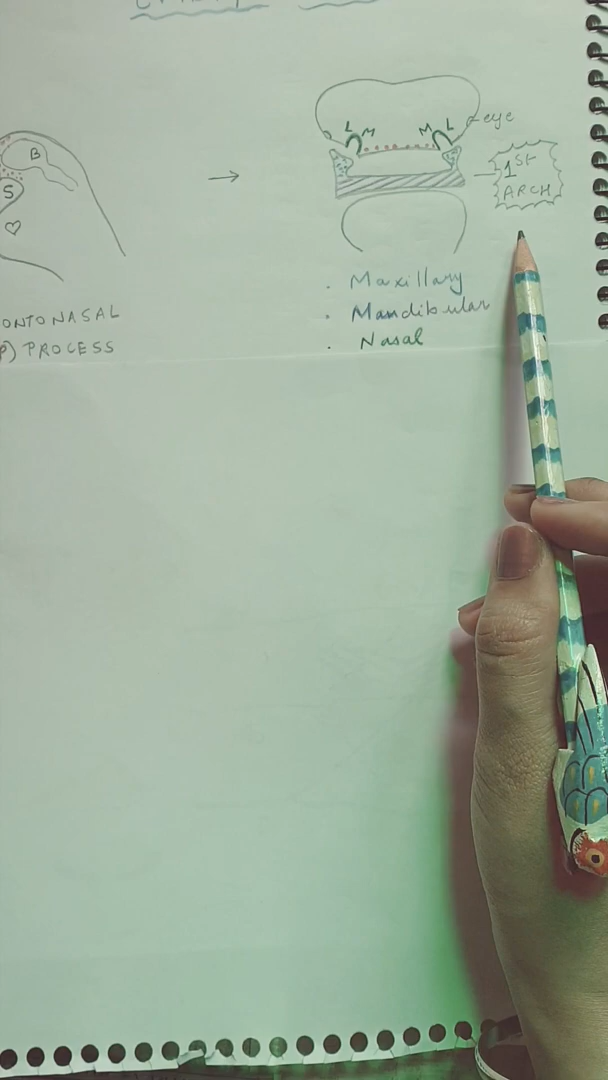 L M M L
eye
B
S
1ST
ARCH
. Maxillary
. Mandibular
. Nasal
ONTONASAL
P) PROCESS